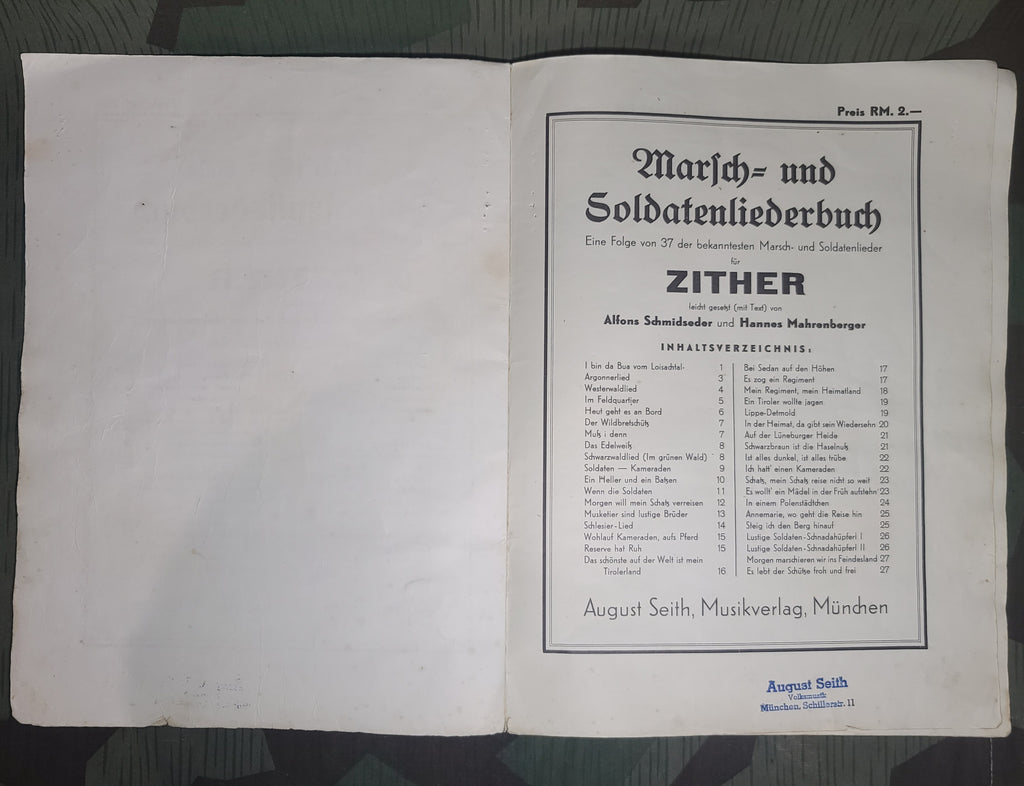 Preis RM. 2.—
Marsch- und
Soldatenliederbuch
Eine Folge von 37 der bekanntesten Marsch- und Soldatenlieder
für
ZITHER
leicht gesetzt (mit Text) von
Alfons Schmidseder und Hannes Mahrenberger
INHALTSVERZEICHNIS:
I bin da Bua vom Loisachtal- 1
Argonnerlied 3
Westerwaldlied 4
Im Feldquartier 5
Heut geht es an Bord 6
Der Wildbretschütz 7
Muß i denn 7
Das Edelweiß 8
Schwarzwaldlied (Im grünen Wald) 8
Soldaten — Kameraden 9
Ein Heller und ein Batzen 10
Wenn die Soldaten 11
Morgen will mein Schatz verreisen 12
Musketier sind lustige Brüder 13
Schlesier-Lied 14
Wohlauf Kameraden, aufs Pferd 15
Reserve hat Ruh 15
Das schönste auf der Welt ist mein
Tirolerland 16
Bei Sedan auf den Höhen 17
Es zog ein Regiment 17
Mein Regiment, mein Heimatland 18
Ein Tiroler wollte jagen 19
Lippe-Detmold 19
In der Heimat, da gibt sein Wiedersehn 20
Auf der Lüneburger Heide 21
Schwarzbraun ist die Haselnuß 21
Ist alles dunkel, ist alles trübe 22
Ich hatt' einen Kameraden 22
Schatz, mein Schatz reise nicht so weit 23
Es wollt' ein Mädel in der Früh aufstehn 23
In einem Polenstädtchen 24
Annemarie, wo geht die Reise hin 25
Steig ich den Berg hinauf 25
Lustige Soldaten-Schnadahüpferl I 26
Lustige Soldaten-Schnadahüpferl II 26
Morgen marschieren wir ins Feindesland 27
Es lebt der Schütze froh und frei 27
August Seith, Musikverlag, München
August Seith
Volksmusik
München, Schillerstr. 11